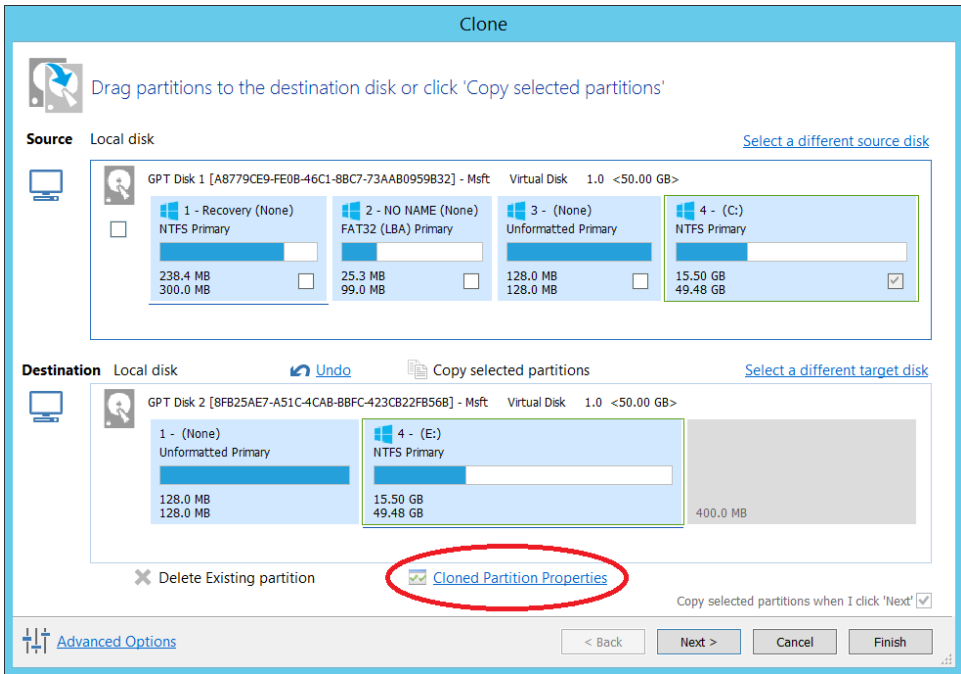 Clone
Drag partitions to the destination disk or click 'Copy selected partitions'
Source Local disk Select a different source disk
GPT Disk 1 [A8779CE9-FE0B-46C1-8BC7-73AAB0959B32] - Msft Virtual Disk 1.0 <50.00 GB>
1 - Recovery (None)
NTFS Primary
238.4 MB
300.0 MB
2 - NO NAME (None)
FAT32 (LBA) Primary
25.3 MB
99.0 MB
3 - (None)
Unformatted Primary
128.0 MB
128.0 MB
4 - (C:)
NTFS Primary
15.50 GB
49.48 GB
Destination Local disk Undo Copy selected partitions Select a different target disk
GPT Disk 2 [8FB25AE7-A51C-4CAB-BBFC-423CB22FB56B] - Msft Virtual Disk 1.0 <50.00 GB>
1 - (None)
Unformatted Primary
128.0 MB
128.0 MB
4 - (E:)
NTFS Primary
15.50 GB
49.48 GB
400.0 MB
Delete Existing partition Cloned Partition Properties
Copy selected partitions when I click 'Next'
Advanced Options < Back Next > Cancel Finish